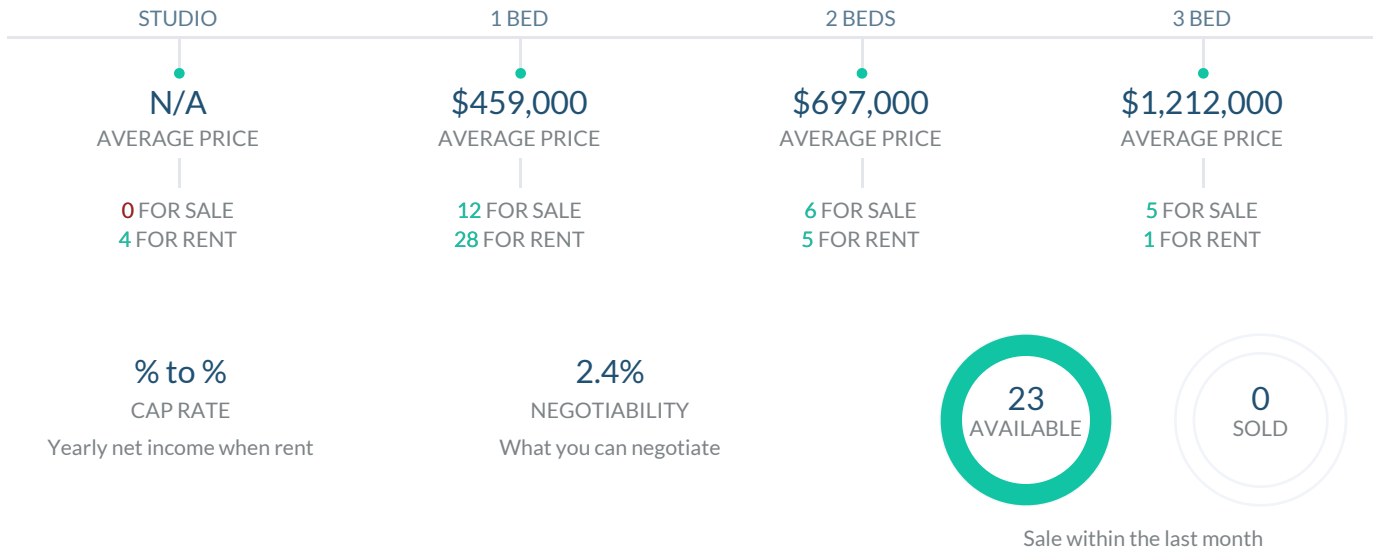 STUDIO
N/A
AVERAGE PRICE
0 FOR SALE
4 FOR RENT
1 BED
$459,000
AVERAGE PRICE
12 FOR SALE
28 FOR RENT
2 BEDS
$697,000
AVERAGE PRICE
6 FOR SALE
5 FOR RENT
3 BED
$1,212,000
AVERAGE PRICE
5 FOR SALE
1 FOR RENT
% to %
CAP RATE
Yearly net income when rent
2.4%
NEGOTIABILITY
What you can negotiate
23
AVAILABLE
0
SOLD
Sale within the last month